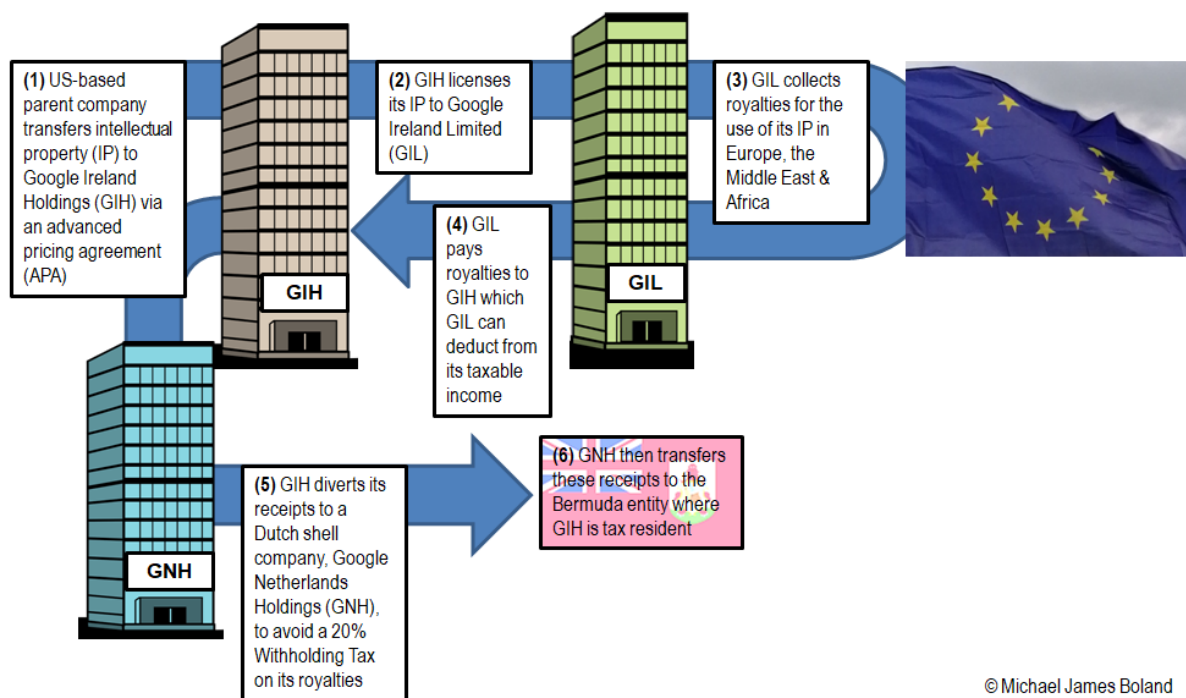 (1) US-based
parent company
transfers intellectual
property (IP) to
Google Ireland
Holdings (GIH) via
an advanced
pricing agreement
(APA)
(2) GIH licenses
its IP to Google
Ireland Limited
(GIL)
(3) GIL collects
royalties for the
use of its IP in
Europe, the
Middle East &
Africa
(4) GIL
pays
royalties to
GIH which
GIL can
deduct from
its taxable
income
GIH
GIL
GNH
(5) GIH diverts its
receipts to a
Dutch shell
company, Google
Netherlands
Holdings (GNH),
to avoid a 20%
Withholding Tax
on its royalties
(6) GNH then transfers
these receipts to the
Bermuda entity where
GIH is tax resident
© Michael James Boland